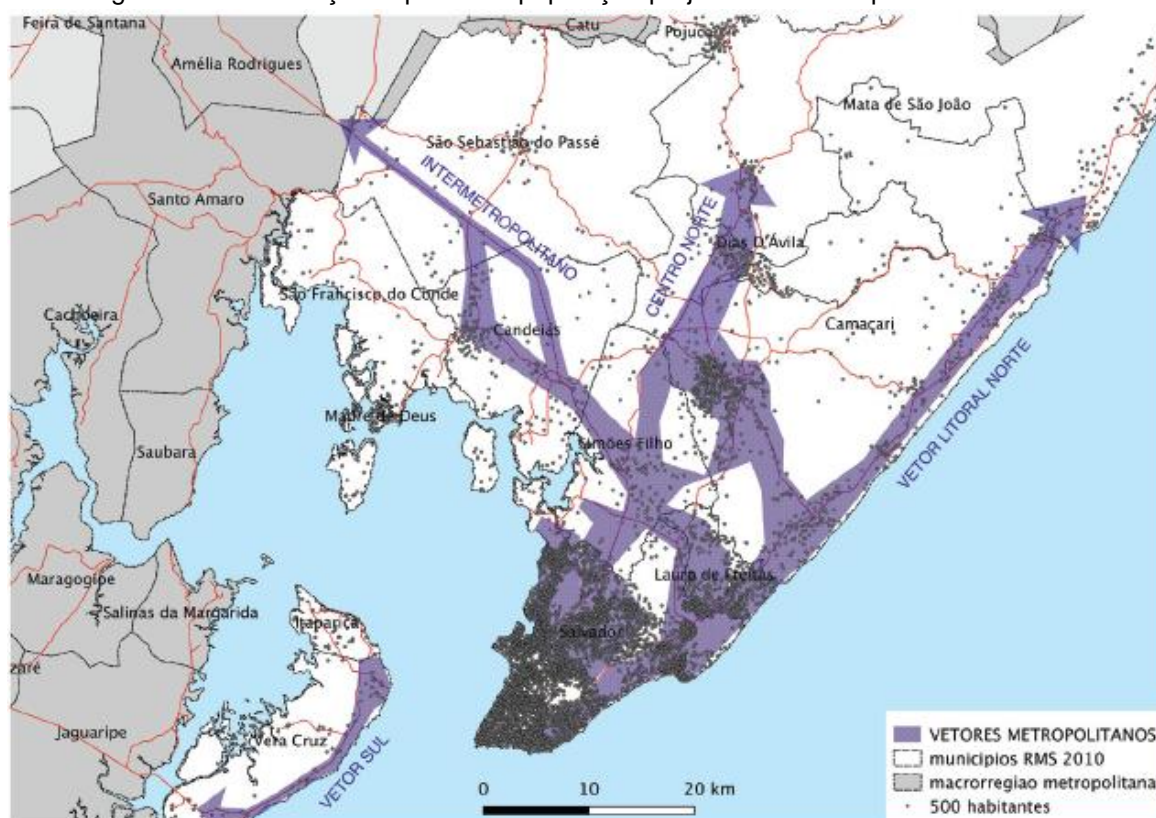 Feira de Santana
Catu
Pojuca
Amélia Rodrigues
Mata de São João
São Sebastião do Passé
INTERMETROPOLITANO
CENTRO NORTE
Santo Amaro
Dias D'Ávila
São Francisco do Conde
Cachoeira
Candeias
Camaçari
Madre de Deus
Simões Filho
VETOR LITORAL NORTE
Saubara
Maragogipe
Lauro de Freitas
Salinas da Margarida
Itaparica
Salvador
zaré
Jaguaripe
Vera Cruz
VETOR SUL
0 10 20 km
VETORES METROPOLITANOS
municipios RMS 2010
macrorregiao metropolitana
500 habitantes